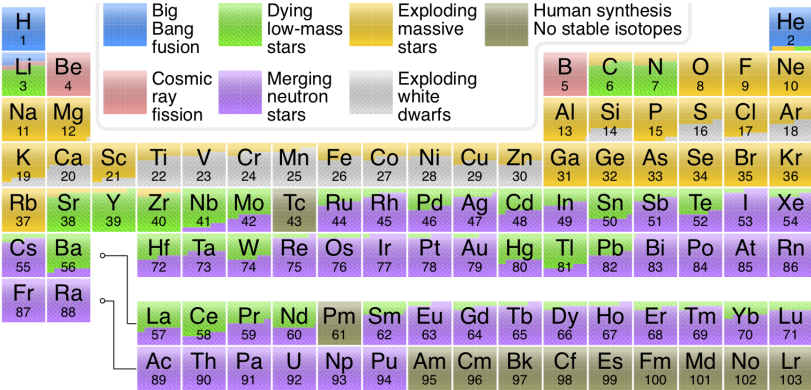 H
1
Big
Bang
fusion
Dying
low-mass
stars
Exploding
massive
stars
Human synthesis
No stable isotopes
He
2
Li
3
Be
4
Cosmic
ray
fission
Merging
neutron
stars
Exploding
white
dwarfs
B
5
C
6
N
7
O
8
F
9
Ne
10
Na
11
Mg
12
Al
13
Si
14
P
15
S
16
Cl
17
Ar
18
K
19
Ca
20
Sc
21
Ti
22
V
23
Cr
24
Mn
25
Fe
26
Co
27
Ni
28
Cu
29
Zn
30
Ga
31
Ge
32
As
33
Se
34
Br
35
Kr
36
Rb
37
Sr
38
Y
39
Zr
40
Nb
41
Mo
42
Tc
43
Ru
44
Rh
45
Pd
46
Ag
47
Cd
48
In
49
Sn
50
Sb
51
Te
52
I
53
Xe
54
Cs
55
Ba
56
Hf
72
Ta
73
W
74
Re
75
Os
76
Ir
77
Pt
78
Au
79
Hg
80
Tl
81
Pb
82
Bi
83
Po
84
At
85
Rn
86
Fr
87
Ra
88
La
57
Ce
58
Pr
59
Nd
60
Pm
61
Sm
62
Eu
63
Gd
64
Tb
65
Dy
66
Ho
67
Er
68
Tm
69
Yb
70
Lu
71
Ac
89
Th
90
Pa
91
U
92
Np
93
Pu
94
Am
95
Cm
96
Bk
97
Cf
98
Es
99
Fm
100
Md
101
No
102
Lr
103